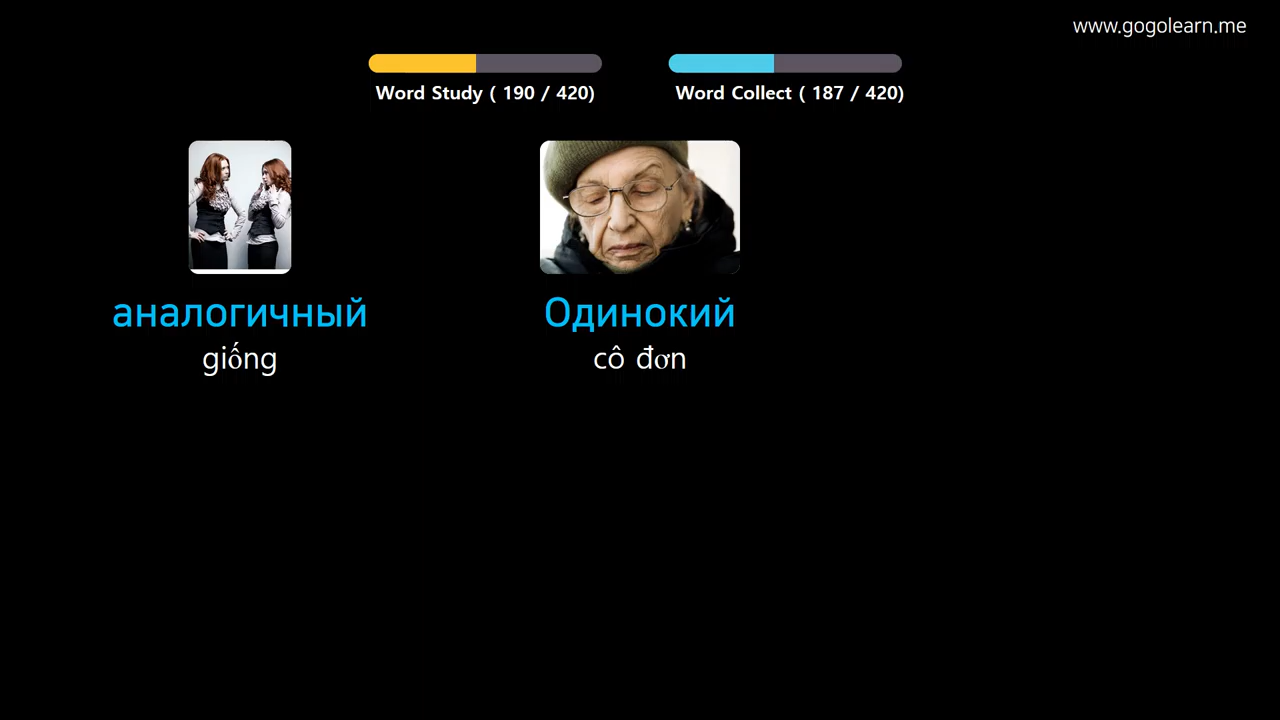 www.gogolearn.me
Word Study ( 190 / 420)
Word Collect ( 187 / 420)
аналогичный
giống
Одинокий
cô đơn